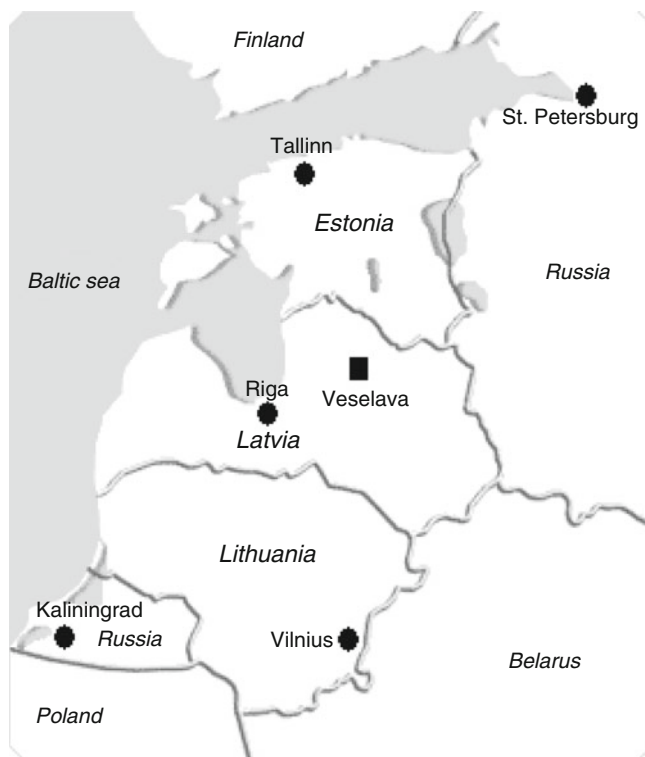 Finland
St. Petersburg
Tallinn
Estonia
Baltic sea
Russia
Riga
Veselava
Latvia
Lithuania
Kaliningrad
Russia
Vilnius
Belarus
Poland